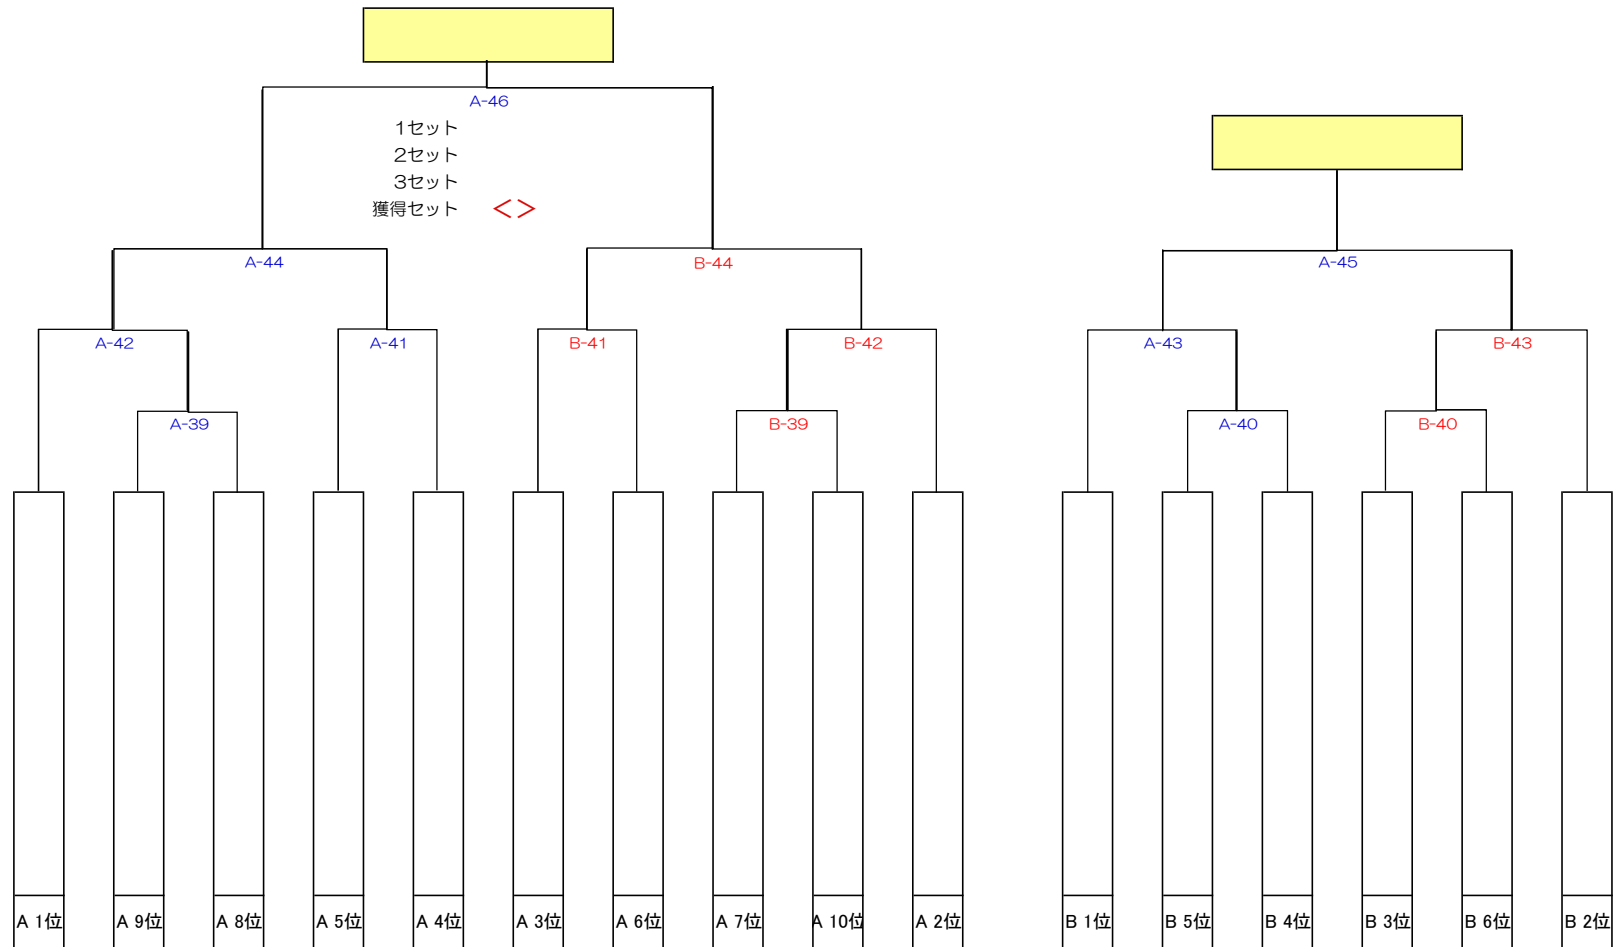 A-46
1セット
2セット
3セット
獲得セット <>
A-44
B-44
A-45
A-42
A-41
B-41
B-42
A-43
B-43
A-39
B-39
A-40
B-40
A 1位
A 9位
A 8位
A 5位
A 4位
A 3位
A 6位
A 7位
A 10位
A 2位
B 1位
B 5位
B 4位
B 3位
B 6位
B 2位